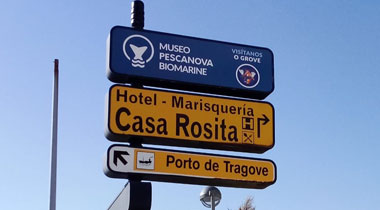 MUSEO
PESCANOVA
BIOMARINE
VISÍTANOS
O GROVE
Hotel - Marisquería
Casa Rosita
H
Porto de Tragove